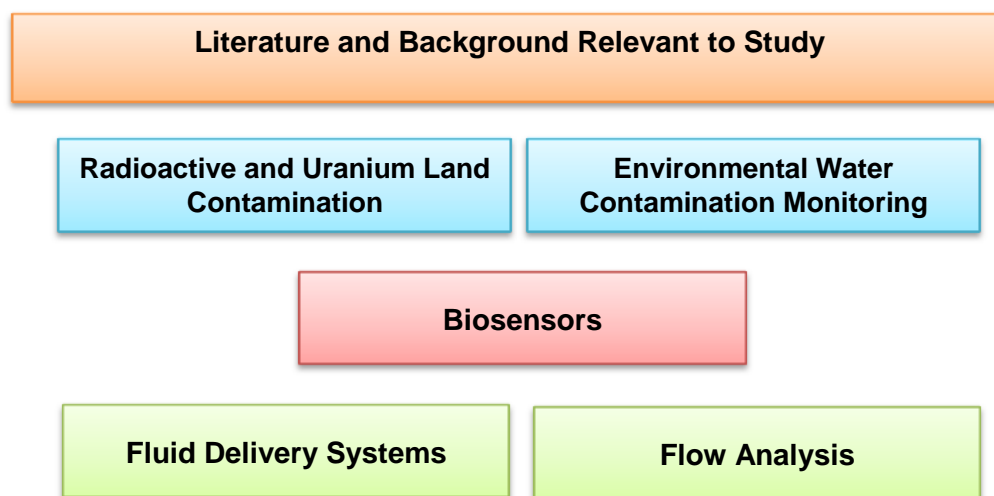 Literature and Background Relevant to Study
Radioactive and Uranium Land
Contamination
Environmental Water
Contamination Monitoring
Biosensors
Fluid Delivery Systems
Flow Analysis